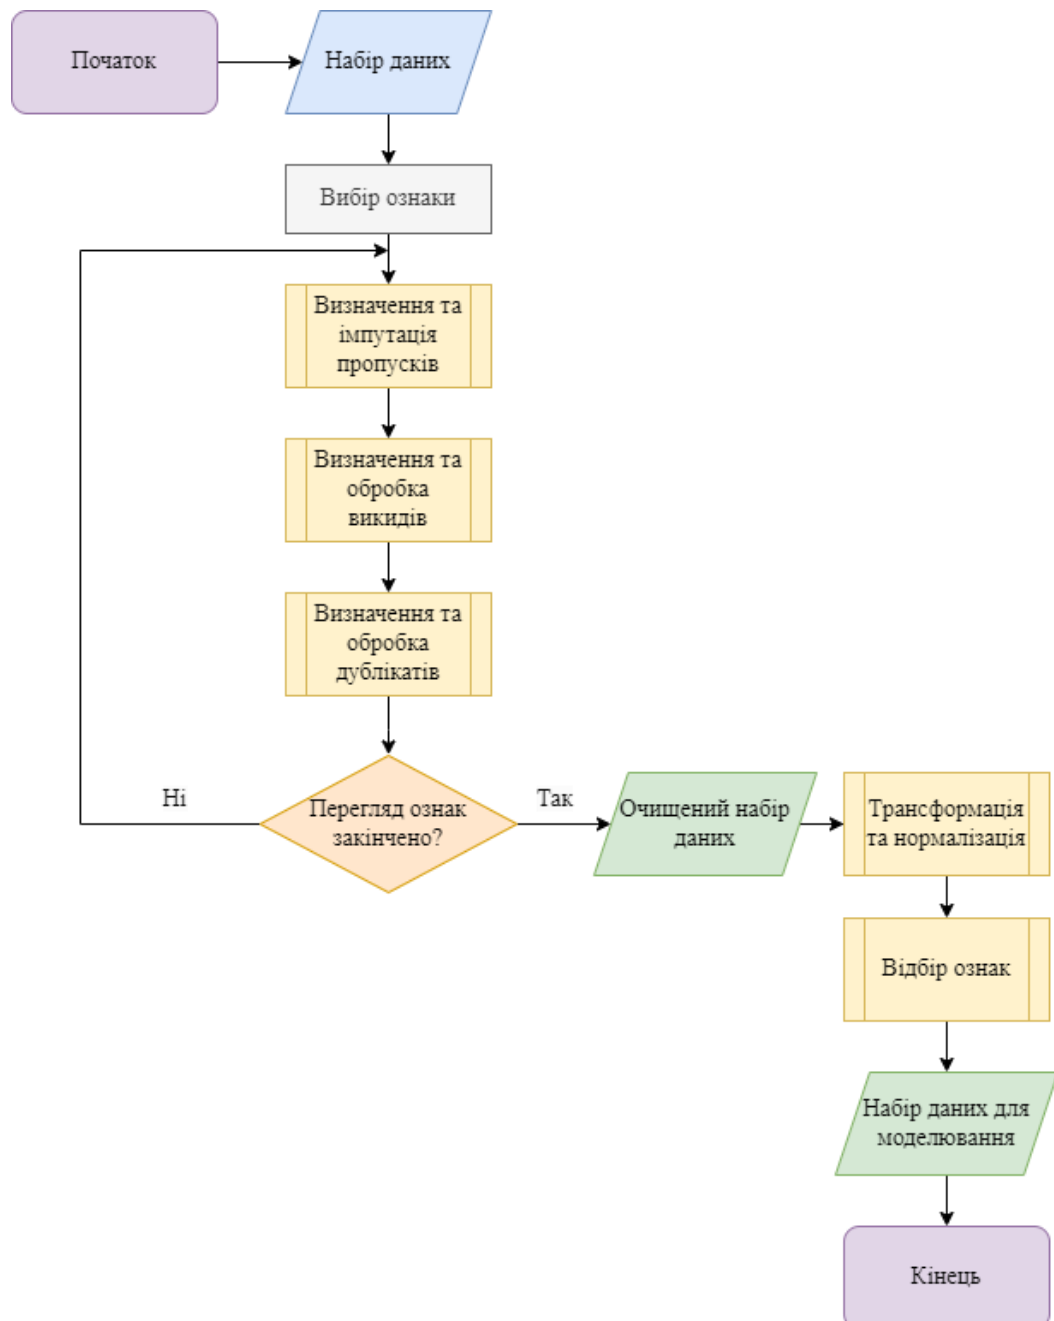 Початок
Набір даних
Вибір ознаки
Визначення та
імпутація
пропусків
Визначення та
обробка
викидів
Визначення та
обробка
дублікатів
Перегляд ознак
закінчено?
Ні
Так
Очищений набір
даних
Трансформація
та нормалізація
Відбір ознак
Набір даних для
моделювання
Кінець